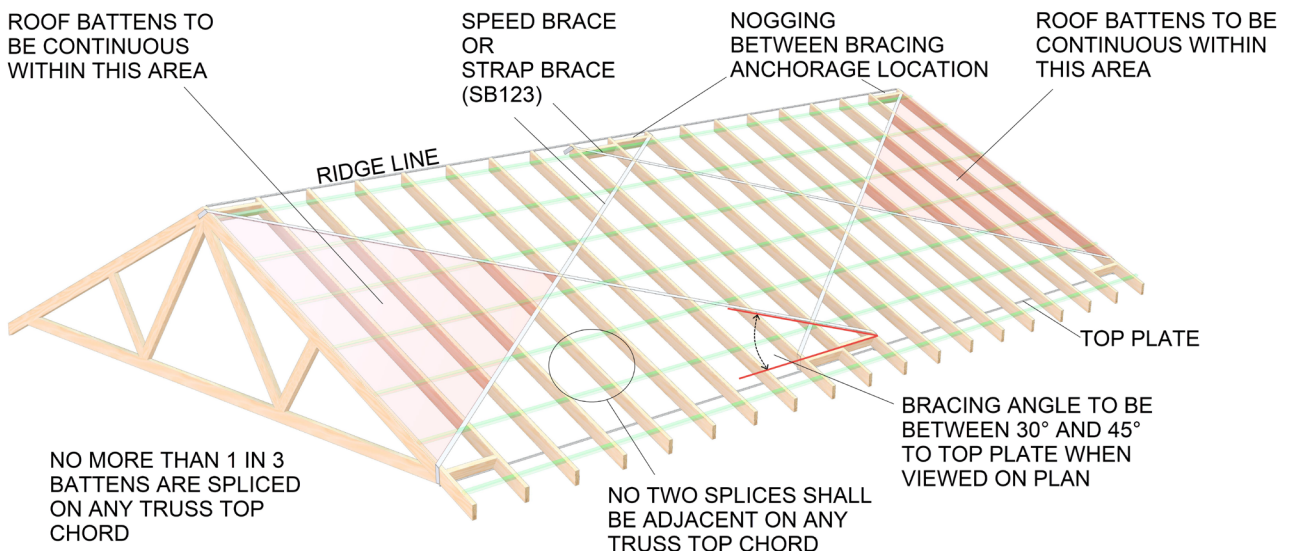 ROOF BATTENS TO
BE CONTINUOUS
WITHIN THIS AREA
SPEED BRACE
OR
STRAP BRACE
(SB123)
NOGGING
BETWEEN BRACING
ANCHORAGE LOCATION
ROOF BATTENS TO BE
CONTINUOUS WITHIN
THIS AREA
RIDGE LINE
TOP PLATE
BRACING ANGLE TO BE
BETWEEN 30° AND 45°
TO TOP PLATE WHEN
VIEWED ON PLAN
NO MORE THAN 1 IN 3
BATTENS ARE SPLICED
ON ANY TRUSS TOP
CHORD
NO TWO SPLICES SHALL
BE ADJACENT ON ANY
TRUSS TOP CHORD